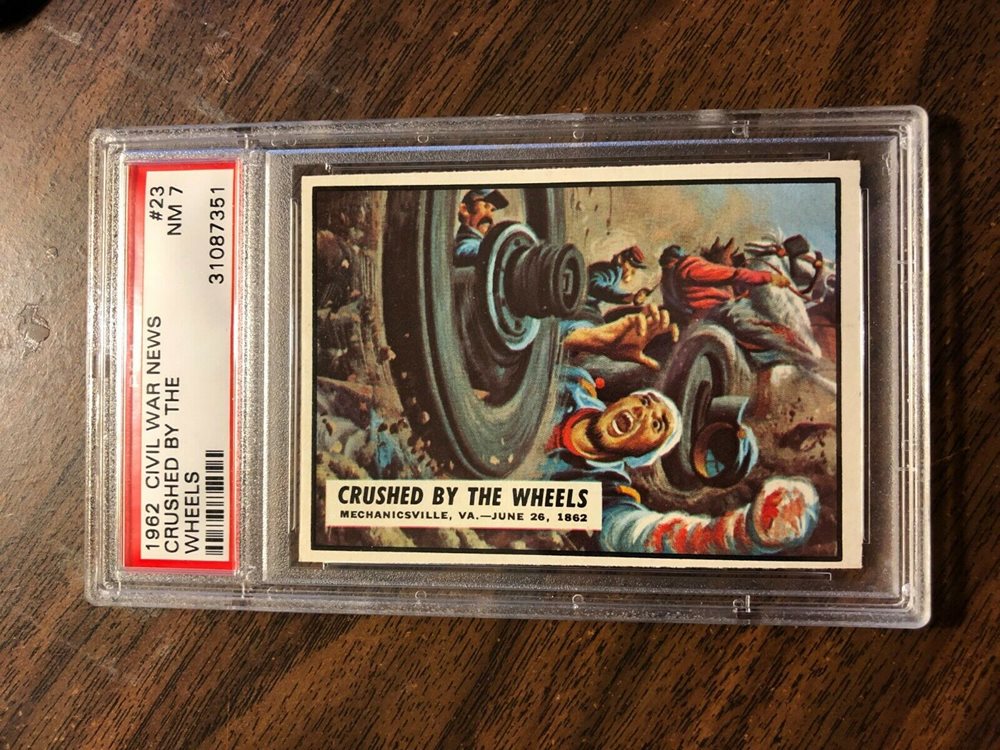 1962 CIVIL WAR NEWS #23
CRUSHED BY THE NM 7
WHEELS 31087351
CRUSHED BY THE WHEELS
MECHANICSVILLE, VA.—JUNE 26, 1862